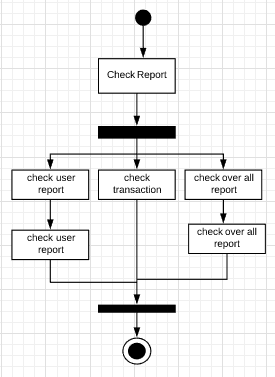 Check Report
check user
report
check
transaction
check over all
report
check user
report
check over all
report